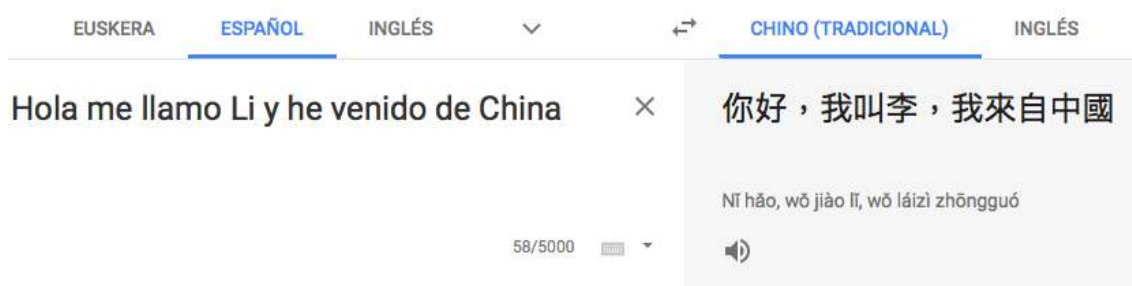 EUSKERA ESPAÑOL INGLÉS CHINO (TRADICIONAL) INGLÉS
Hola me llamo Li y he venido de China
你好，我叫李，我來自中國
Nǐ hǎo, wǒ jiào lǐ, wǒ láizì zhōngguó
58/5000